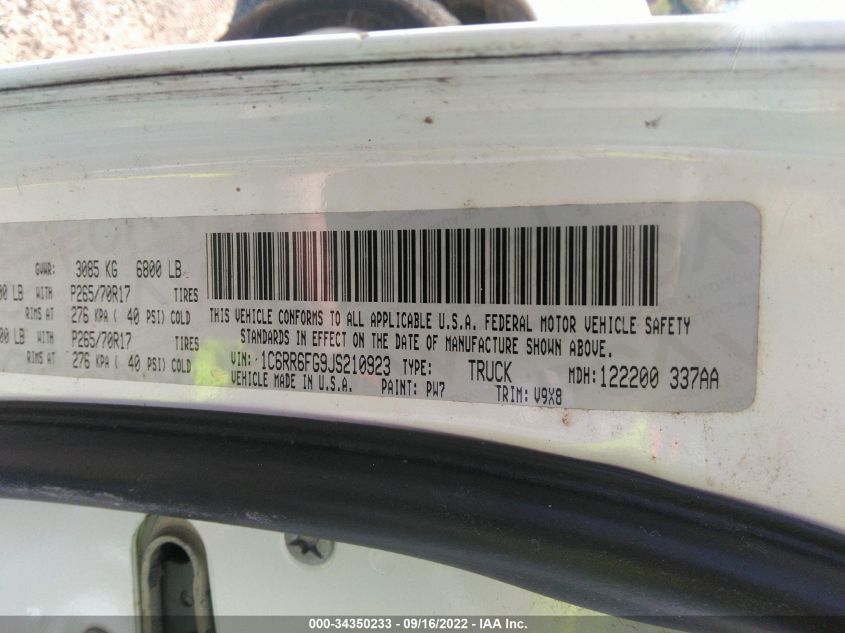 GVWR: 3085 KG 6800 LB
00 LB WITH P265/70R17 TIRES
RIMS AT 276 KPA ( 40 PSI) COLD
00 LB WITH P265/70R17 TIRES
RIMS AT 276 KPA ( 40 PSI) COLD
THIS VEHICLE CONFORMS TO ALL APPLICABLE U.S.A. FEDERAL MOTOR VEHICLE SAFETY
STANDARDS IN EFFECT ON THE DATE OF MANUFACTURE SHOWN ABOVE.
VIN: 1C6RR6FG9JS210923 TYPE: TRUCK MDH: 122200 337AA
VEHICLE MADE IN U.S.A. PAINT: PW7 TRIM: V9X8
000-34350233 - 09/16/2022 - IAA Inc.